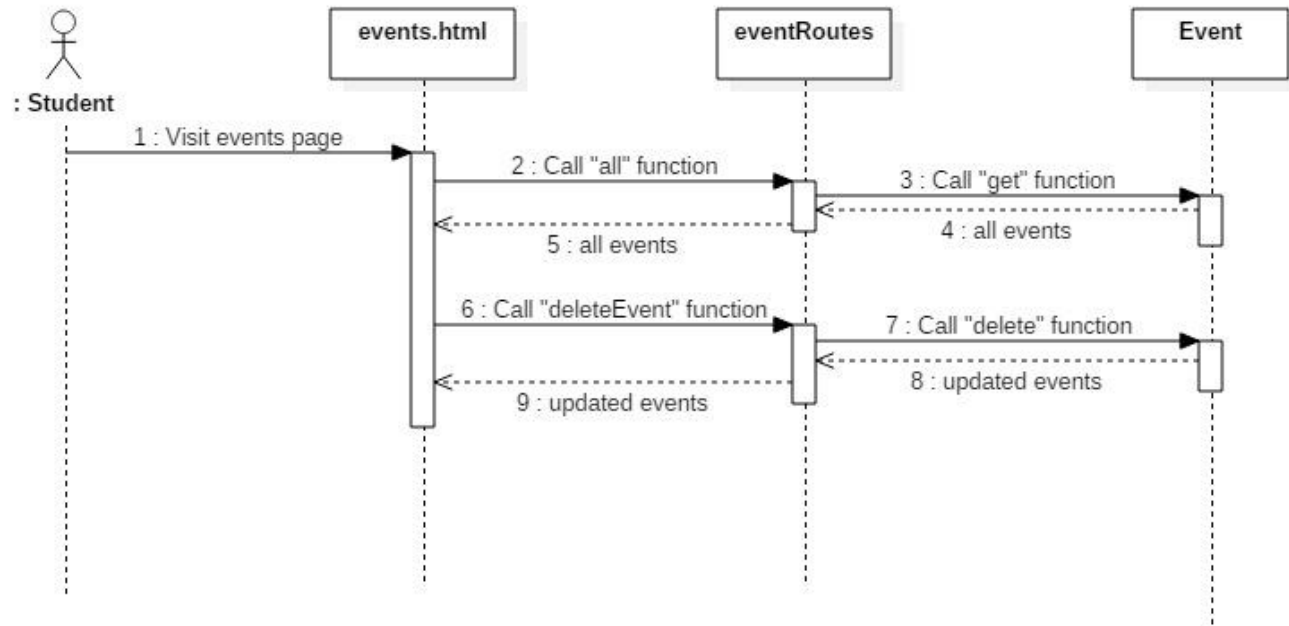 events.html
eventRoutes
Event
: Student
1 : Visit events page
2 : Call "all" function
3 : Call "get" function
4 : all events
5 : all events
6 : Call "deleteEvent" function
7 : Call "delete" function
8 : updated events
9 : updated events